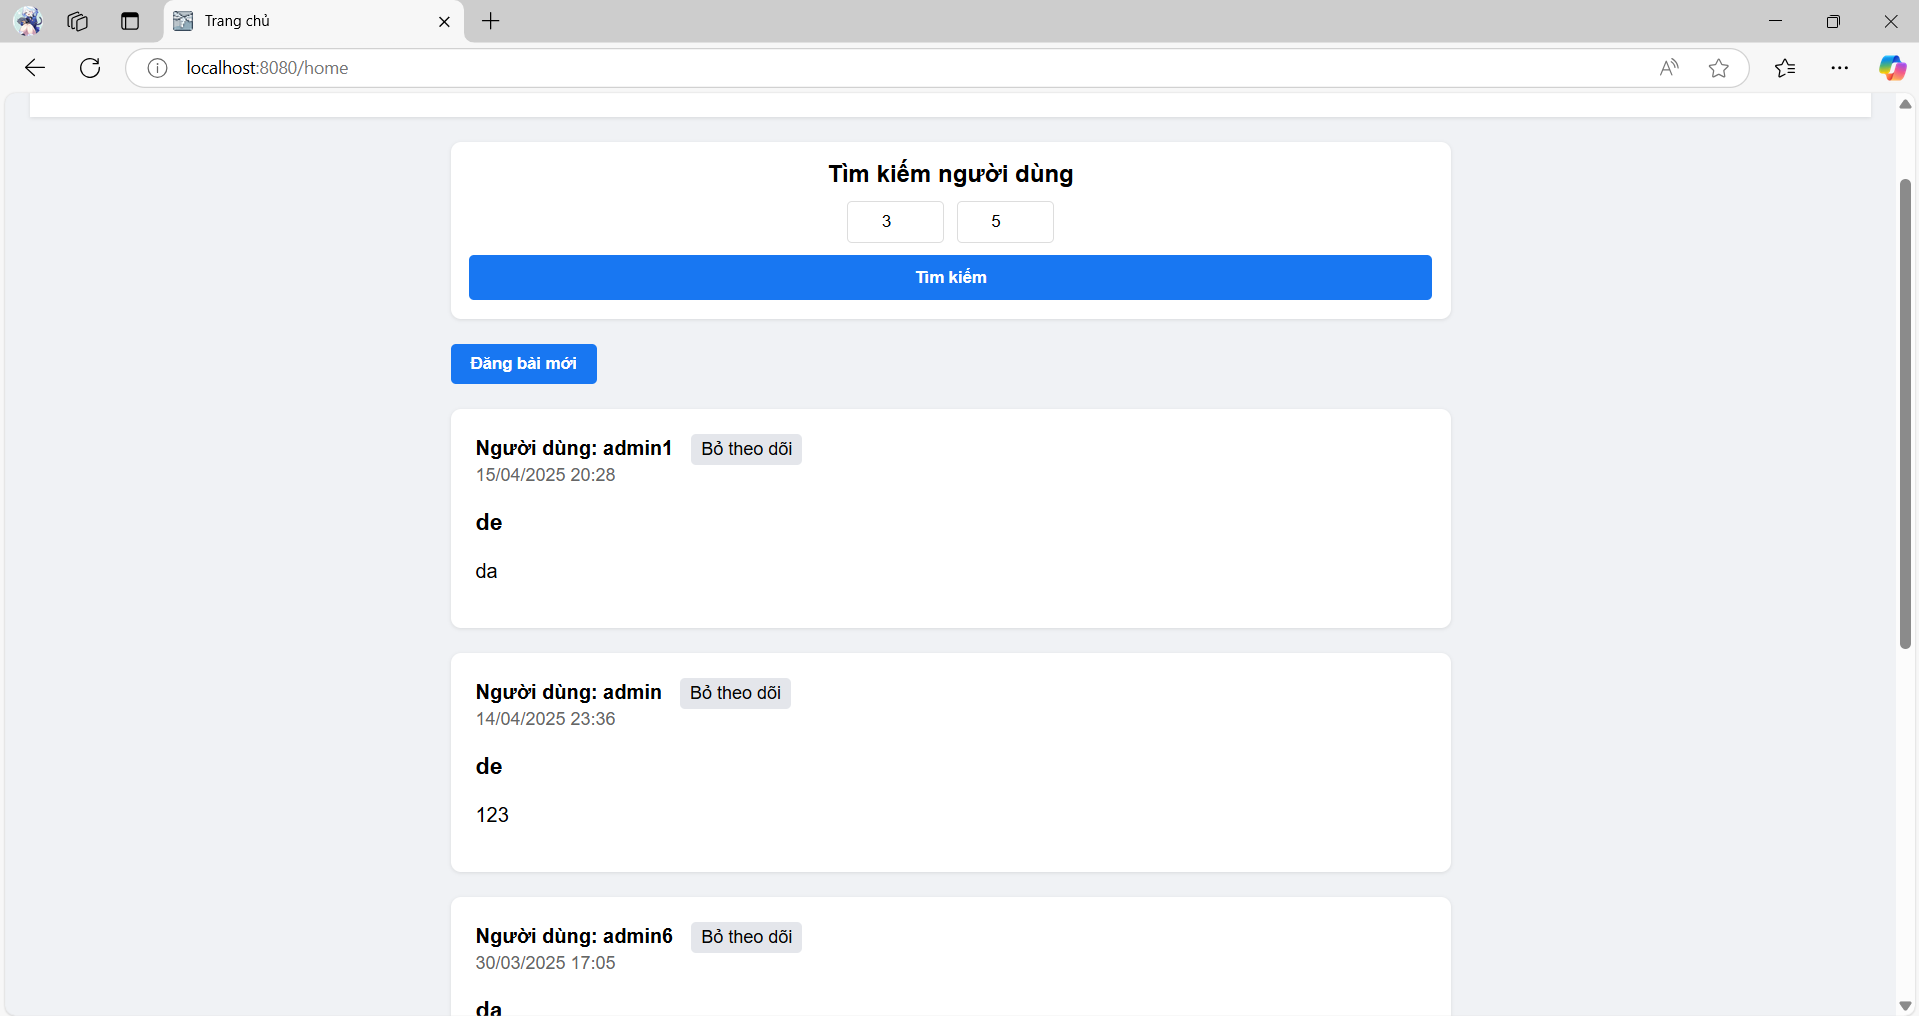 Trang chủ
localhost:8080/home
Tìm kiếm người dùng
3 5
Tìm kiếm
Đăng bài mới
Người dùng: admin1 Bỏ theo dõi
15/04/2025 20:28
de
da
Người dùng: admin Bỏ theo dõi
14/04/2025 23:36
de
123
Người dùng: admin6 Bỏ theo dõi
30/03/2025 17:05
da